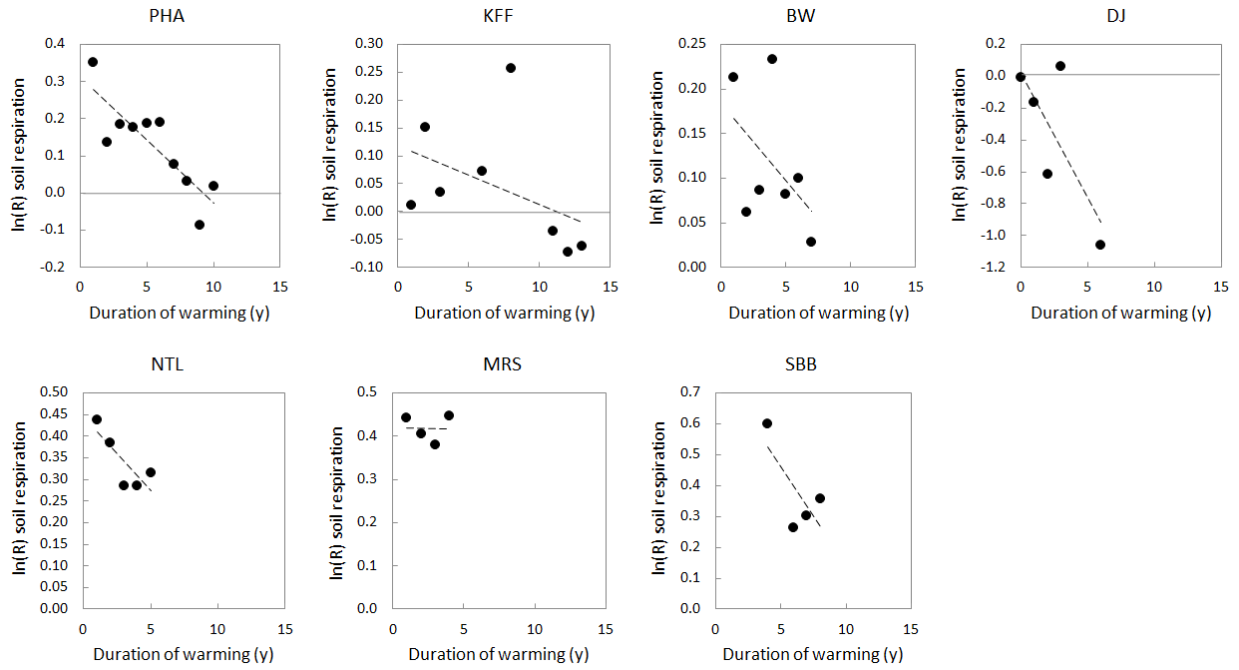 PHA
ln(R) soil respiration
0.4
0.3
0.2
0.1
0.0
-0.1
-0.2
0 5 10 15
Duration of warming (y)
KFF
ln(R) soil respiration
0.30
0.25
0.20
0.15
0.10
0.05
0.00
-0.05
-0.10
0 5 10 15
Duration of warming (y)
BW
ln(R) soil respiration
0.25
0.20
0.15
0.10
0.05
0.00
0 5 10 15
Duration of warming (y)
DJ
ln(R) soil respiration
0.2
0.0
-0.2
-0.4
-0.6
-0.8
-1.0
-1.2
0 5 10 15
Duration of warming (y)
NTL
ln(R) soil respiration
0.50
0.45
0.40
0.35
0.30
0.25
0.20
0.15
0.10
0.05
0.00
0 5 10 15
Duration of warming (y)
MRS
ln(R) soil respiration
0.5
0.4
0.3
0.2
0.1
0.0
0 5 10 15
Duration of warming (y)
SBB
ln(R) soil respiration
0.7
0.6
0.5
0.4
0.3
0.2
0.1
0.0
0 5 10 15
Duration of warming (y)